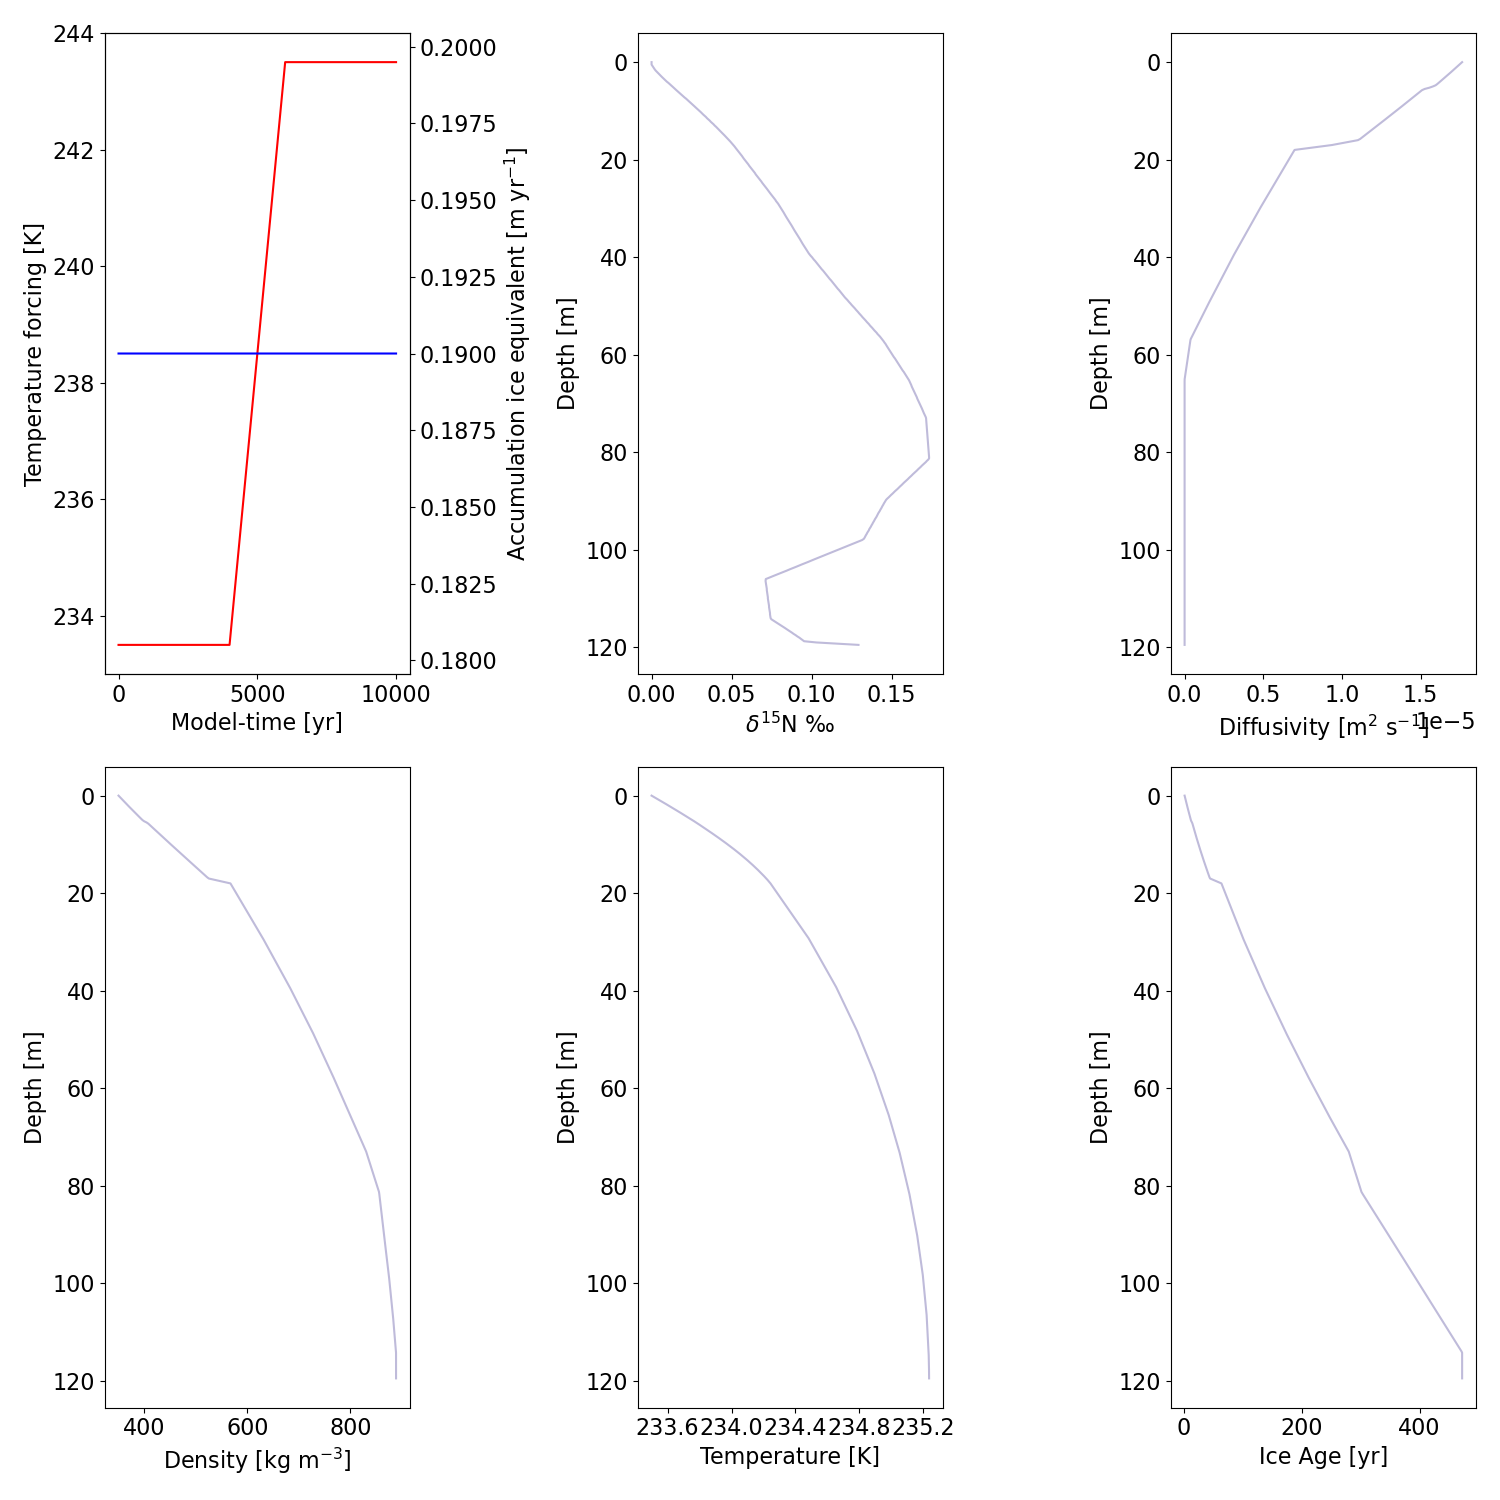 244
242
240
238
236
234
Temperature forcing [K]
0.2000
0.1975
0.1950
0.1925
0.1900
0.1875
0.1850
0.1825
0.1800
Accumulation ice equivalent [m yr⁻¹]
0 5000 10000
Model-time [yr]
0
20
40
60
80
100
120
Depth [m]
0.00 0.05 0.10 0.15
δ¹⁵N ‰
0
20
40
60
80
100
120
Depth [m]
0.0 0.5 1.0 1.5
Diffusivity [m² s⁻¹]
1e−5
0
20
40
60
80
100
120
Depth [m]
400 600 800
Density [kg m⁻³]
0
20
40
60
80
100
120
Depth [m]
233.6 234.0 234.4 234.8 235.2
Temperature [K]
0
20
40
60
80
100
120
Depth [m]
0 200 400
Ice Age [yr]